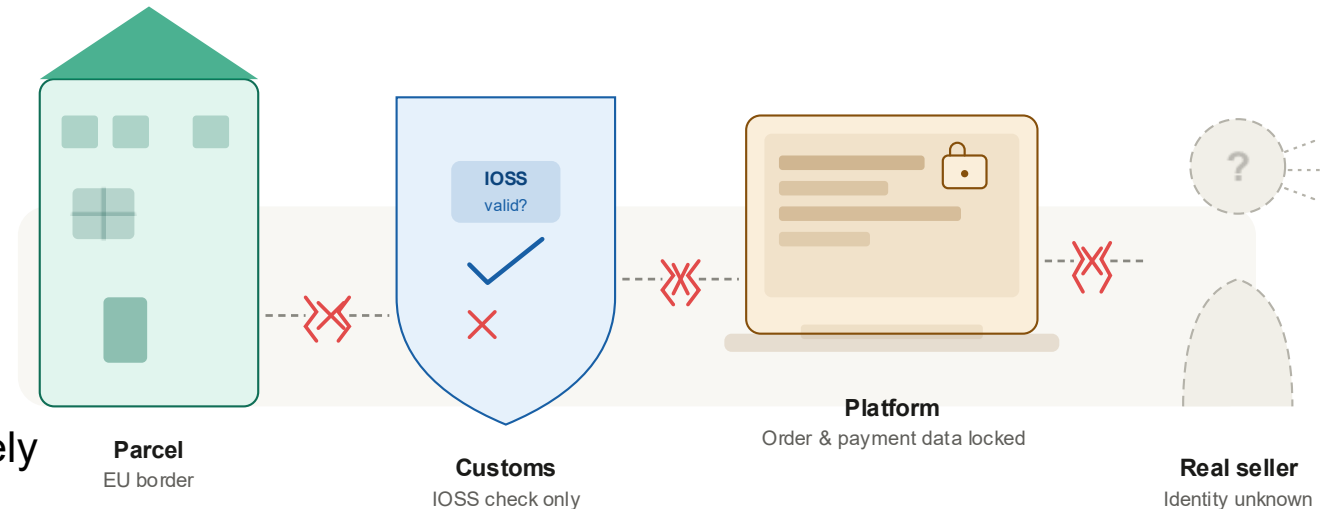 IOSS
valid?
?
ely
Parcel
EU border
Customs
IOSS check only
Platform
Order & payment data locked
Real seller
Identity unknown